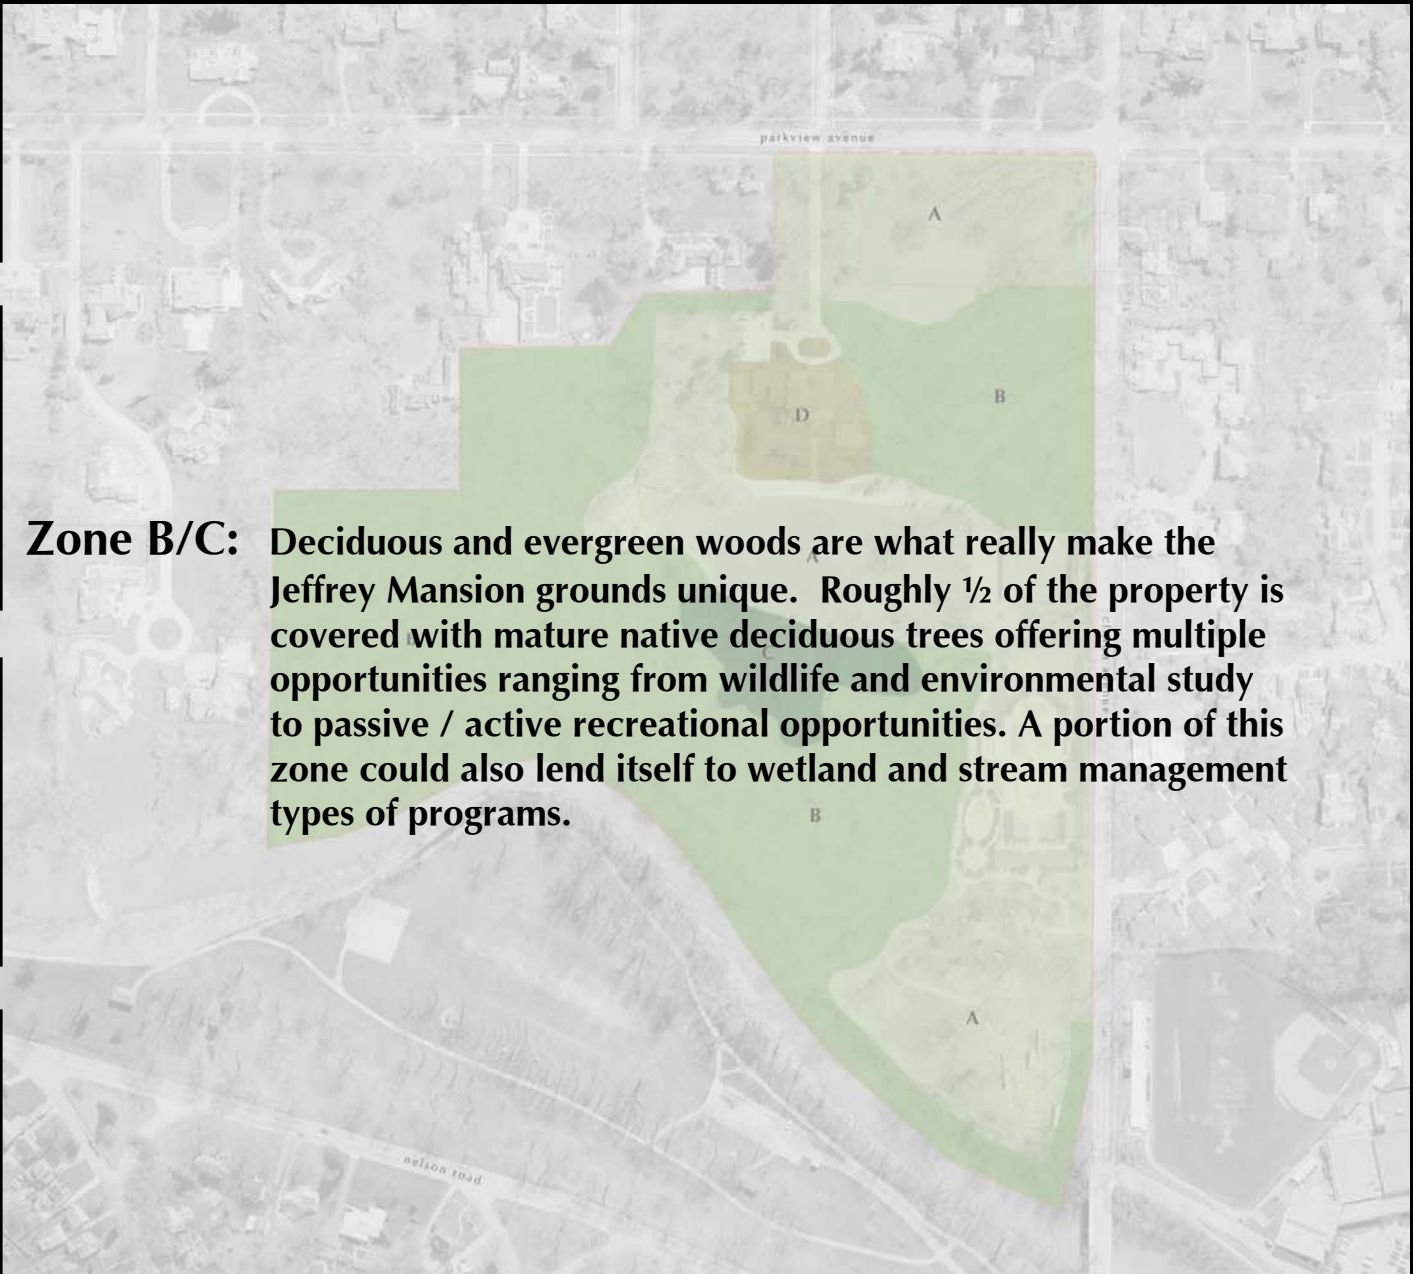 parkview avenue
A
B
D
Zone B/C: Deciduous and evergreen woods are what really make the
A
Jeffrey Mansion grounds unique. Roughly ½ of the property is
covered with mature native deciduous trees offering multiple
B
C
opportunities ranging from wildlife and environmental study
to passive / active recreational opportunities. A portion of this
zone could also lend itself to wetland and stream management
types of programs.
B
A
nelson road